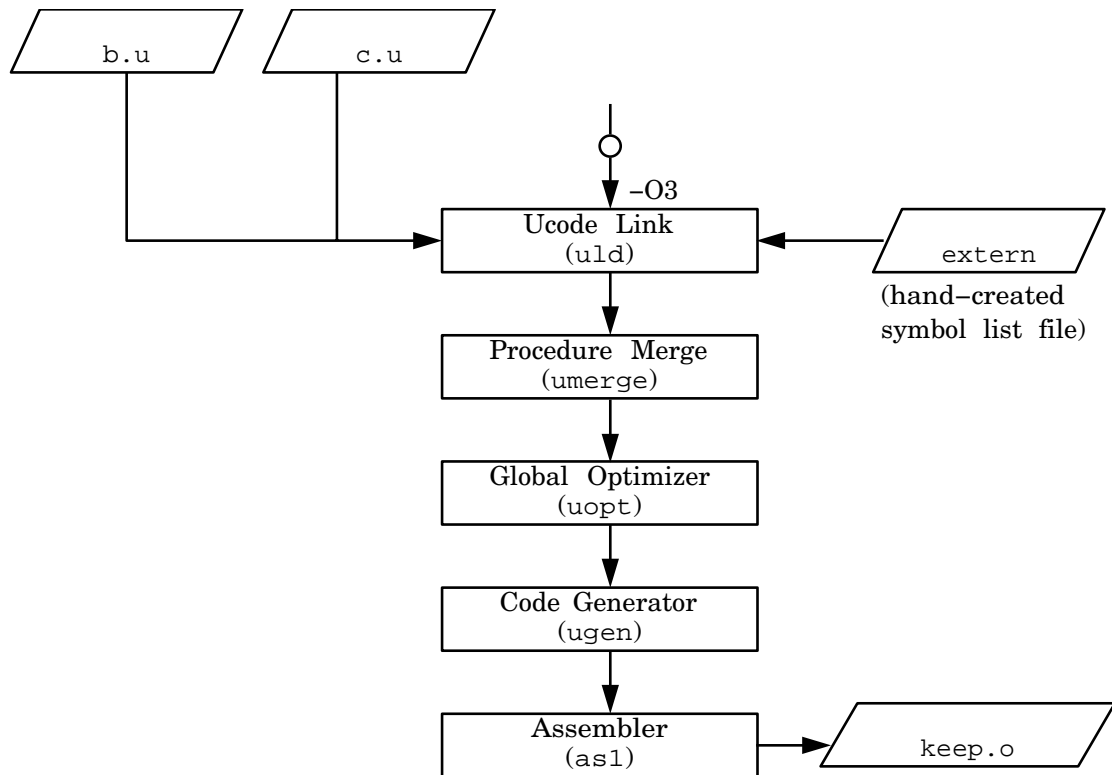 b.u
c.u
–O3
Ucode Link
(uld)
extern
(hand–created
symbol list file)
Procedure Merge
(umerge)
Global Optimizer
(uopt)
Code Generator
(ugen)
Assembler
(as1)
keep.o